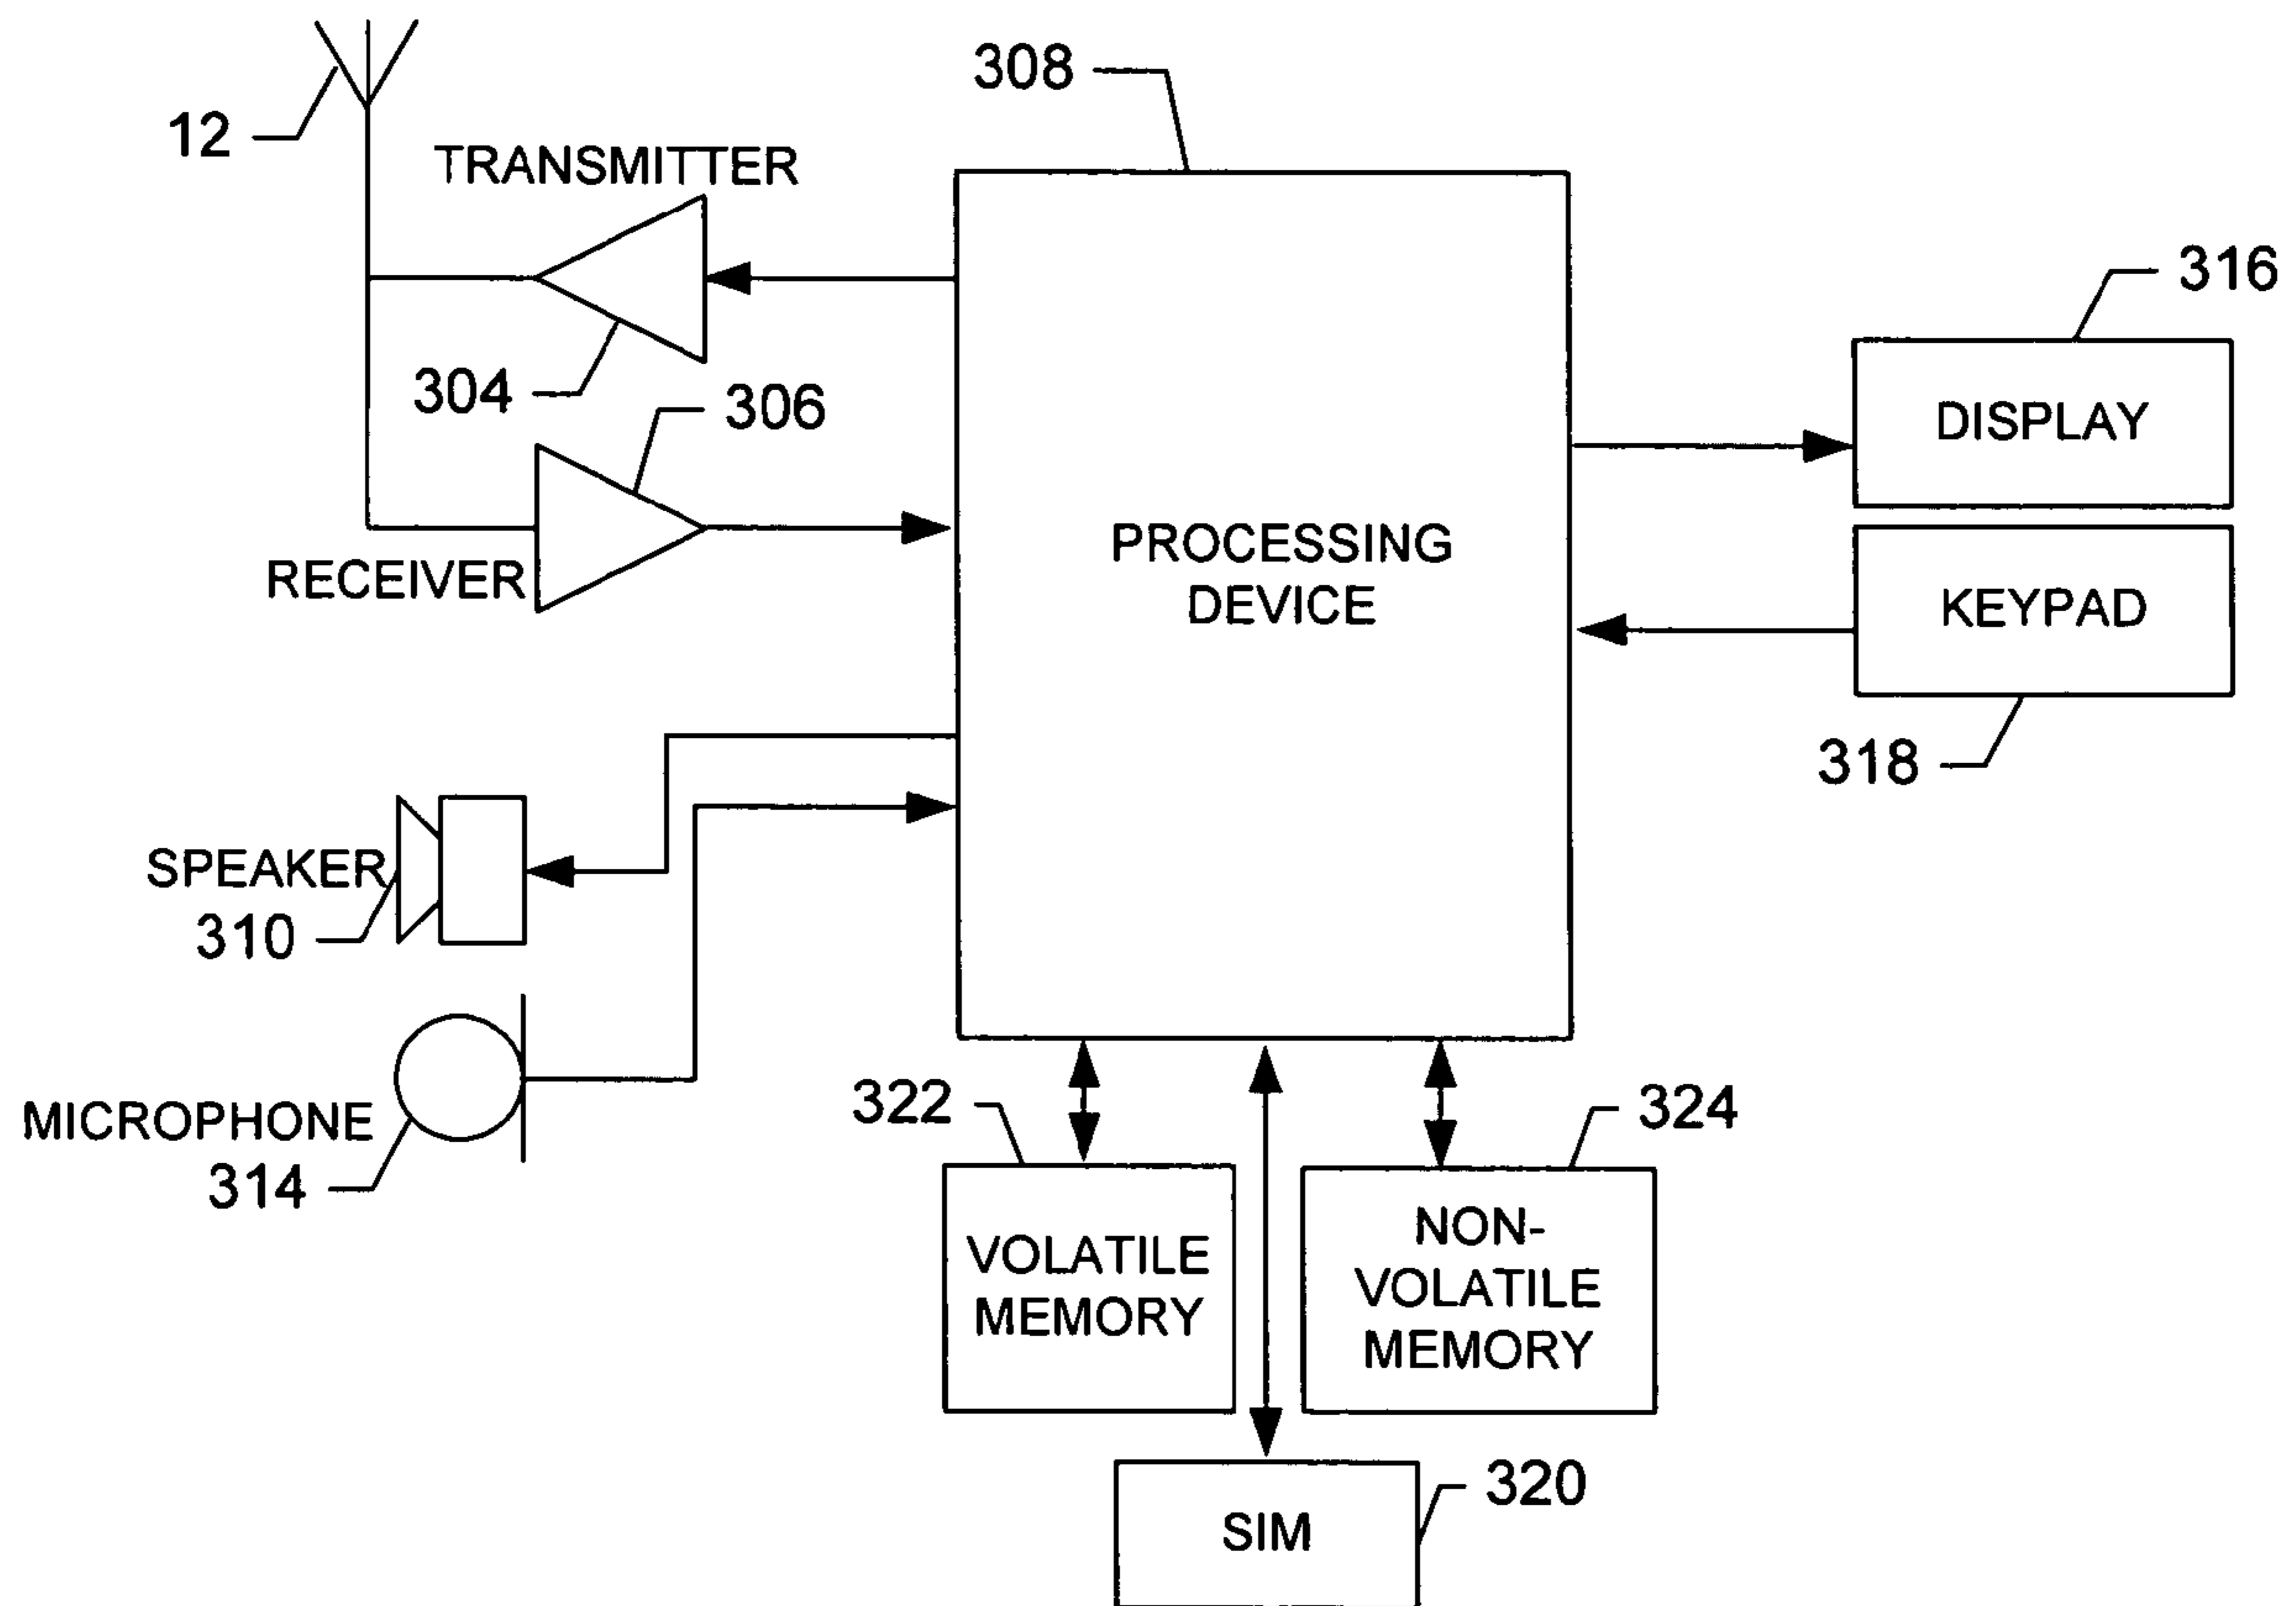 308
12
TRANSMITTER
316
304
306
DISPLAY
RECEIVER
PROCESSING
DEVICE
KEYPAD
318
SPEAKER
310
MICROPHONE
314
322
324
VOLATILE
MEMORY
NON-
VOLATILE
MEMORY
320
SIM